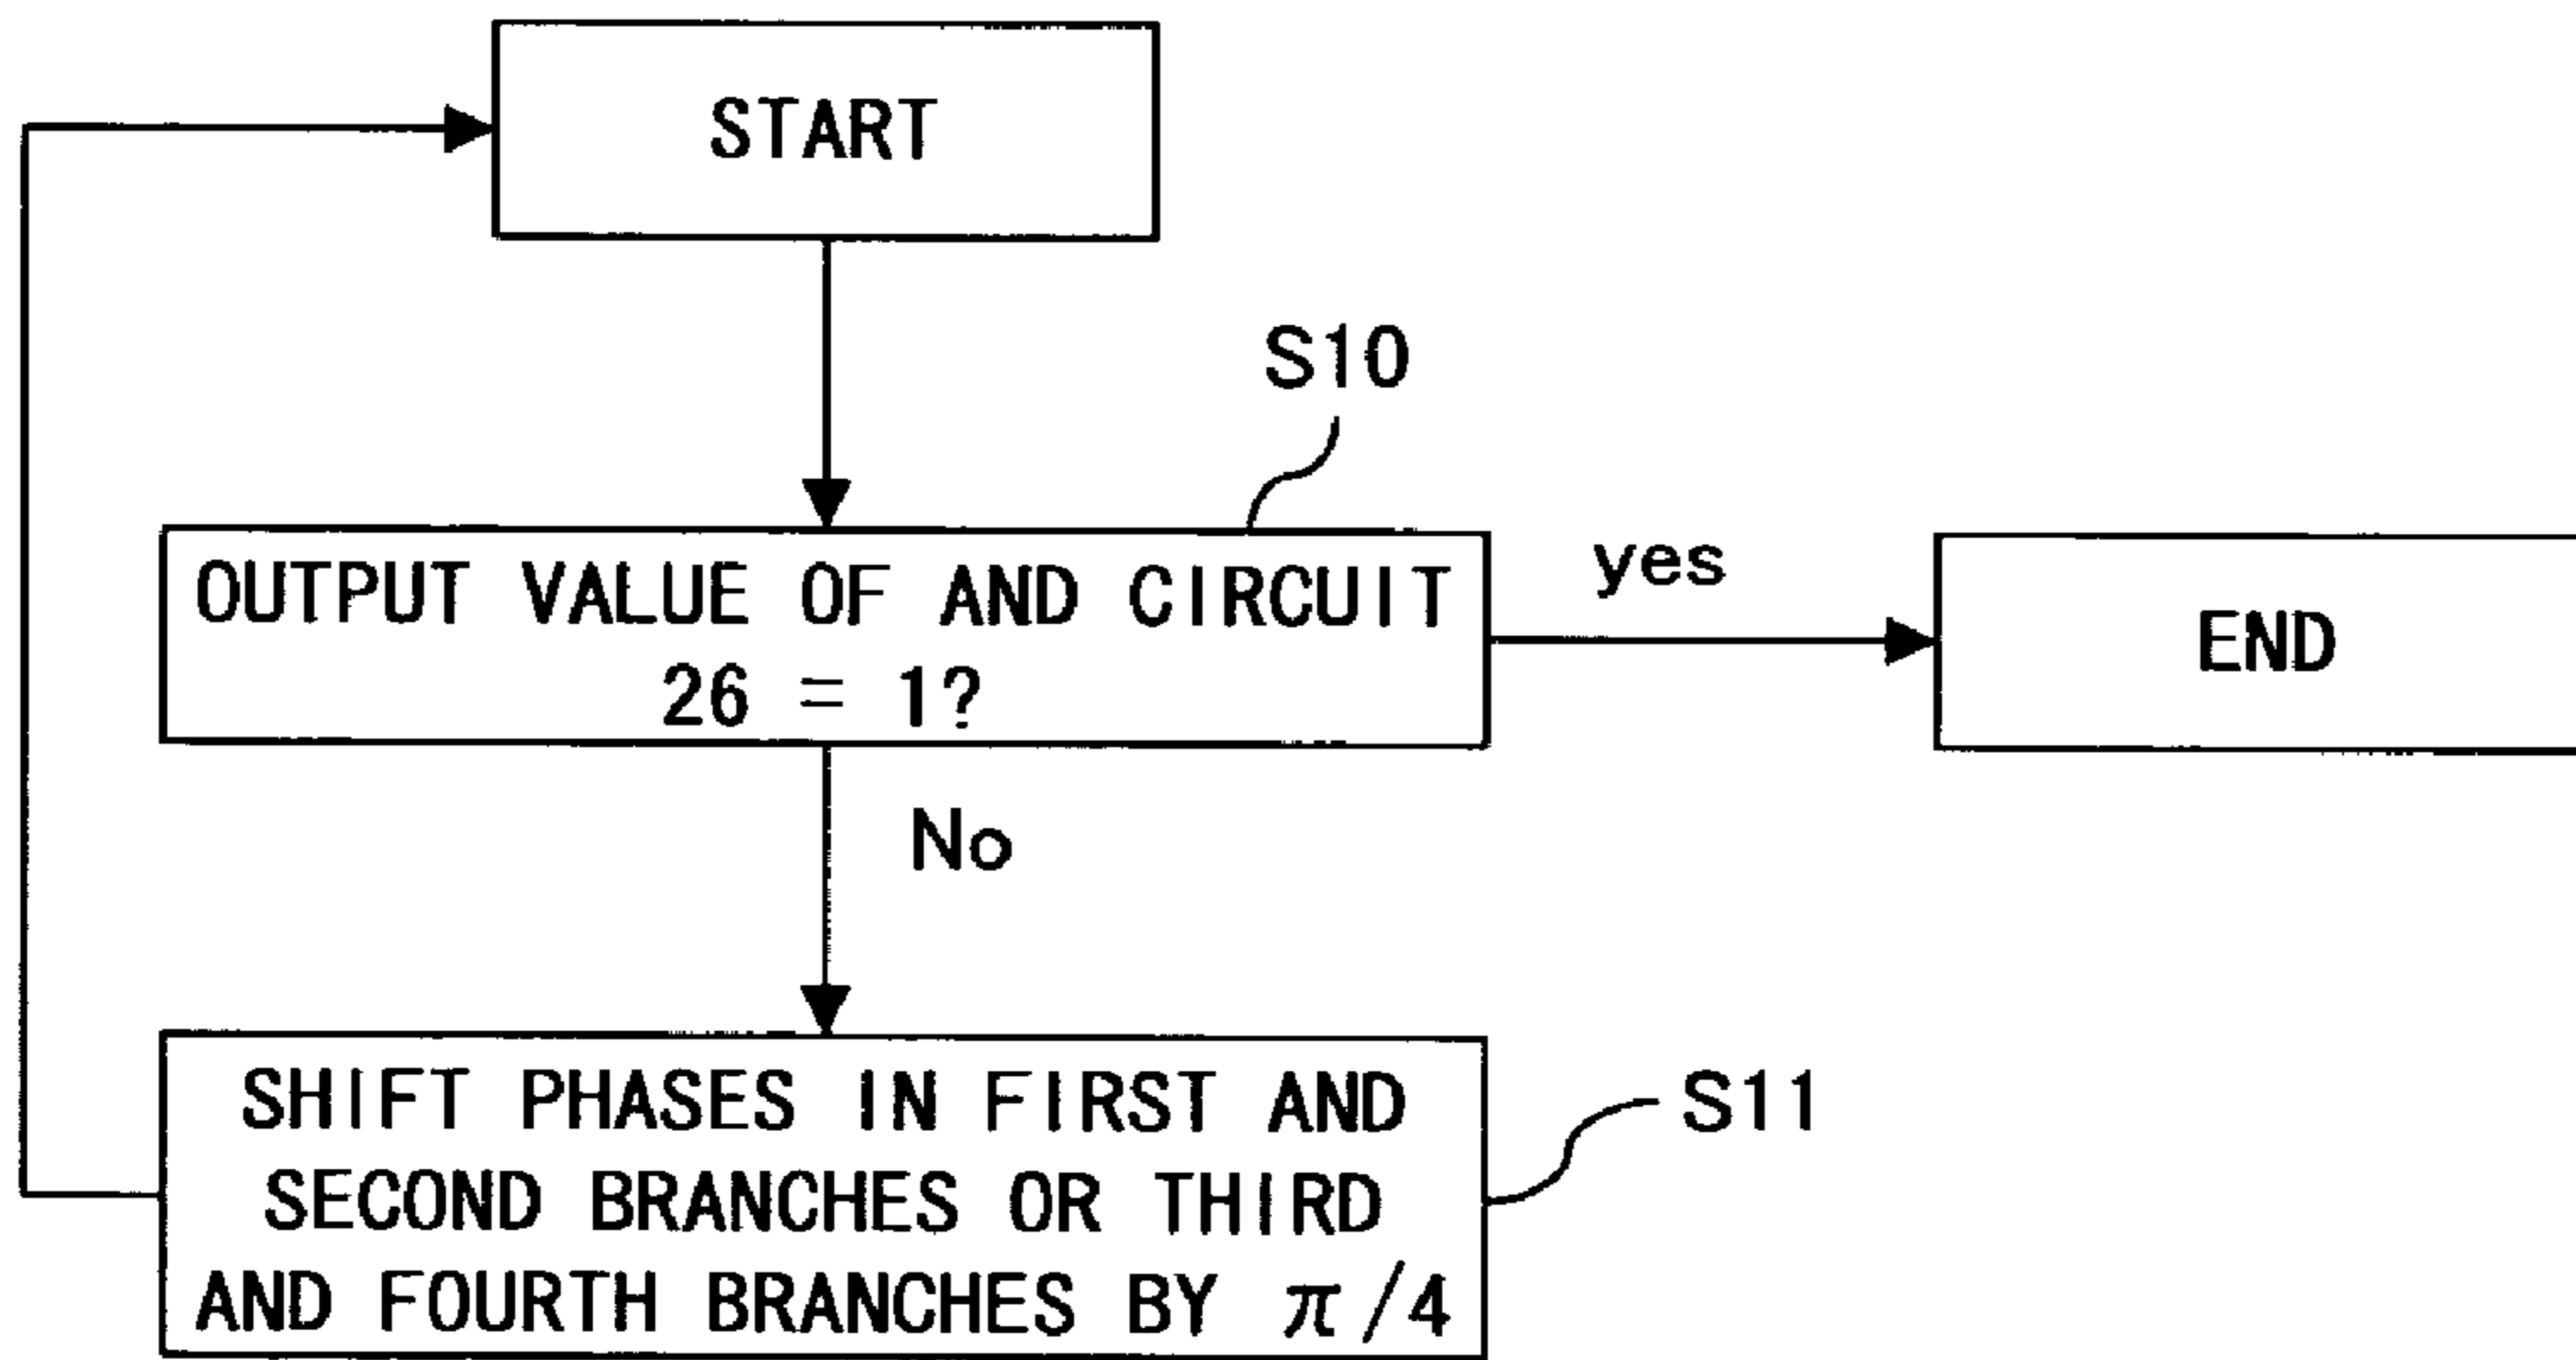 START
S10
OUTPUT VALUE OF AND CIRCUIT
26 = 1?
yes
END
No
SHIFT PHASES IN FIRST AND
SECOND BRANCHES OR THIRD
AND FOURTH BRANCHES BY π/4
S11